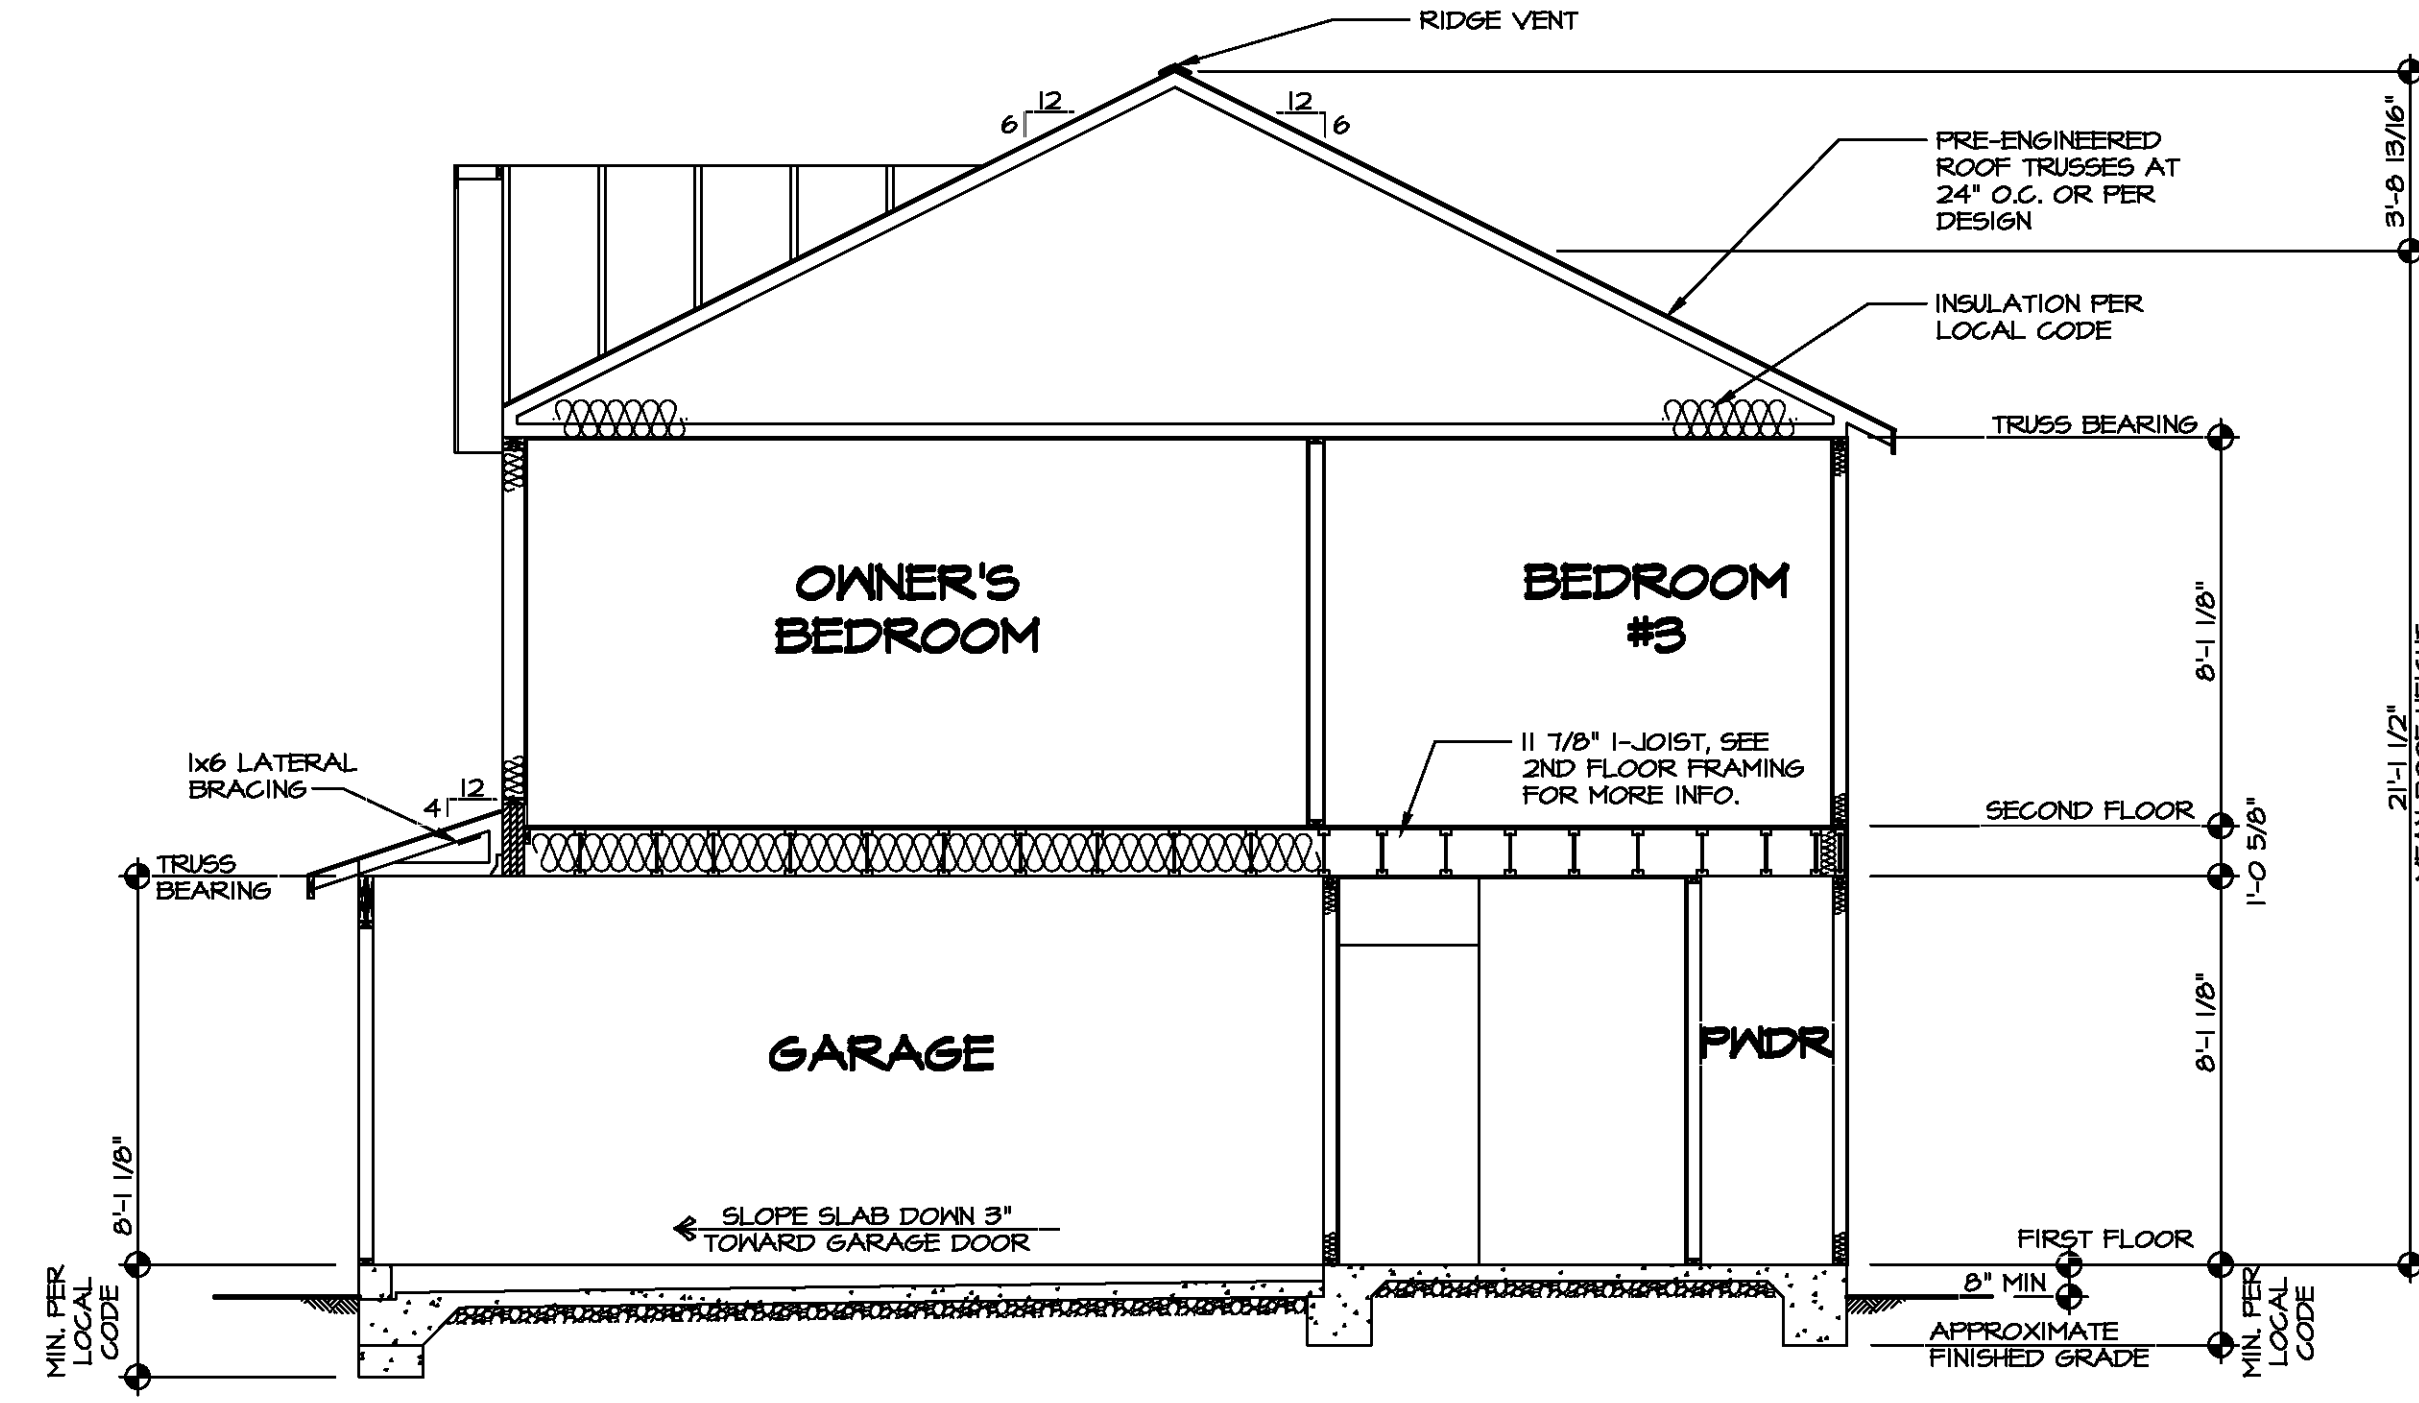 RIDGE VENT
12
6
12
6
3'-8 13/16"
PRE-ENGINEERED
ROOF TRUSSES AT
24" O.C. OR PER
DESIGN
INSULATION PER
LOCAL CODE
TRUSS BEARING
OWNER'S
BEDROOM
BEDROOM
#3
8'-1 1/8"
21'-1 1/2"
11 7/8" I-JOIST, SEE
2ND FLOOR FRAMING
FOR MORE INFO.
1x6 LATERAL
BRACING
12
4
SECOND FLOOR
1'-0 5/8"
TRUSS
BEARING
GARAGE
PWDR
8'-1 1/8"
8'-1 1/8"
SLOPE SLAB DOWN 3"
TOWARD GARAGE DOOR
FIRST FLOOR
8" MIN
MIN. PER
LOCAL
CODE
APPROXIMATE
FINISHED GRADE
MIN. PER
LOCAL
CODE